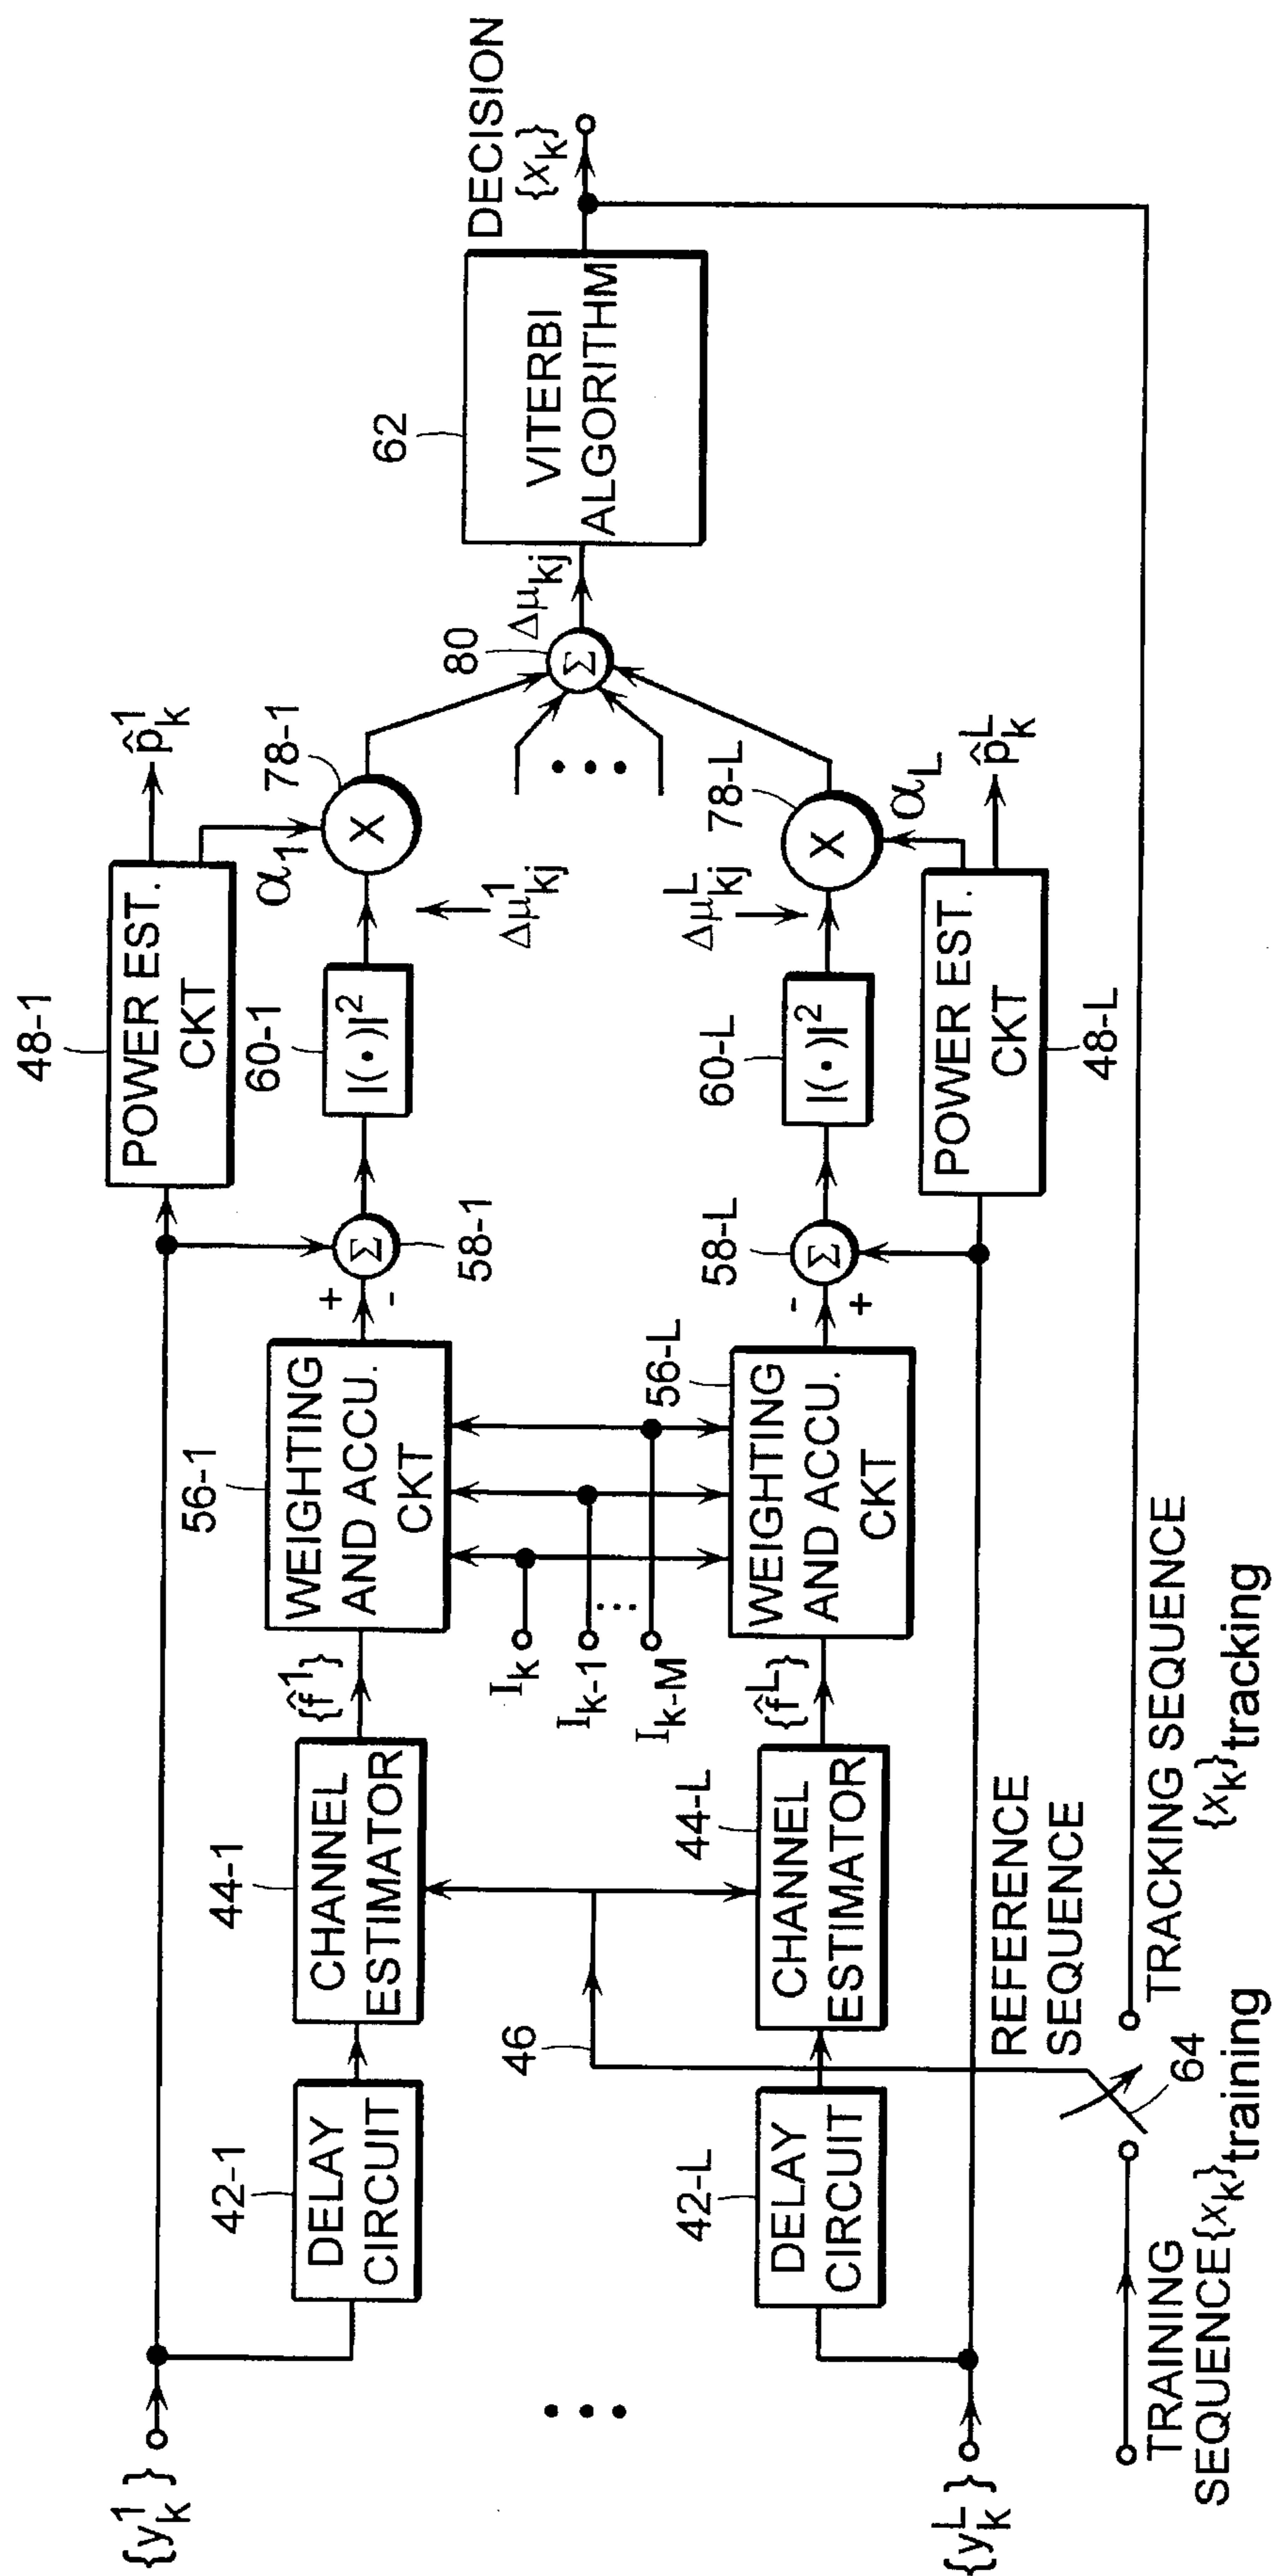 {y_k^1}
42-1
DELAY
CIRCUIT
44-1
CHANNEL
ESTIMATOR
{f̂^1}
56-1
WEIGHTING
AND ACCU.
CKT
+
-
Σ
58-1
48-1
POWER EST.
CKT
60-1
|(•)|²
p̂_k^1
α_1
78-1
X
Δμ_kj^1
I_k
I_k-1
I_k-M
46
80
Σ
Δμ_kj
62
VITERBI
ALGORITHM
DECISION
{x_k}
{y_k^L}
42-L
DELAY
CIRCUIT
44-L
CHANNEL
ESTIMATOR
{f̂^L}
56-L
WEIGHTING
AND ACCU.
CKT
-
+
Σ
58-L
60-L
|(•)|²
Δμ_kj^L
78-L
X
α_L
p̂_k^L
POWER EST.
CKT
48-L
REFERENCE
SEQUENCE
TRAINING
SEQUENCE{x_k}training
64
TRACKING SEQUENCE
{x_k}tracking